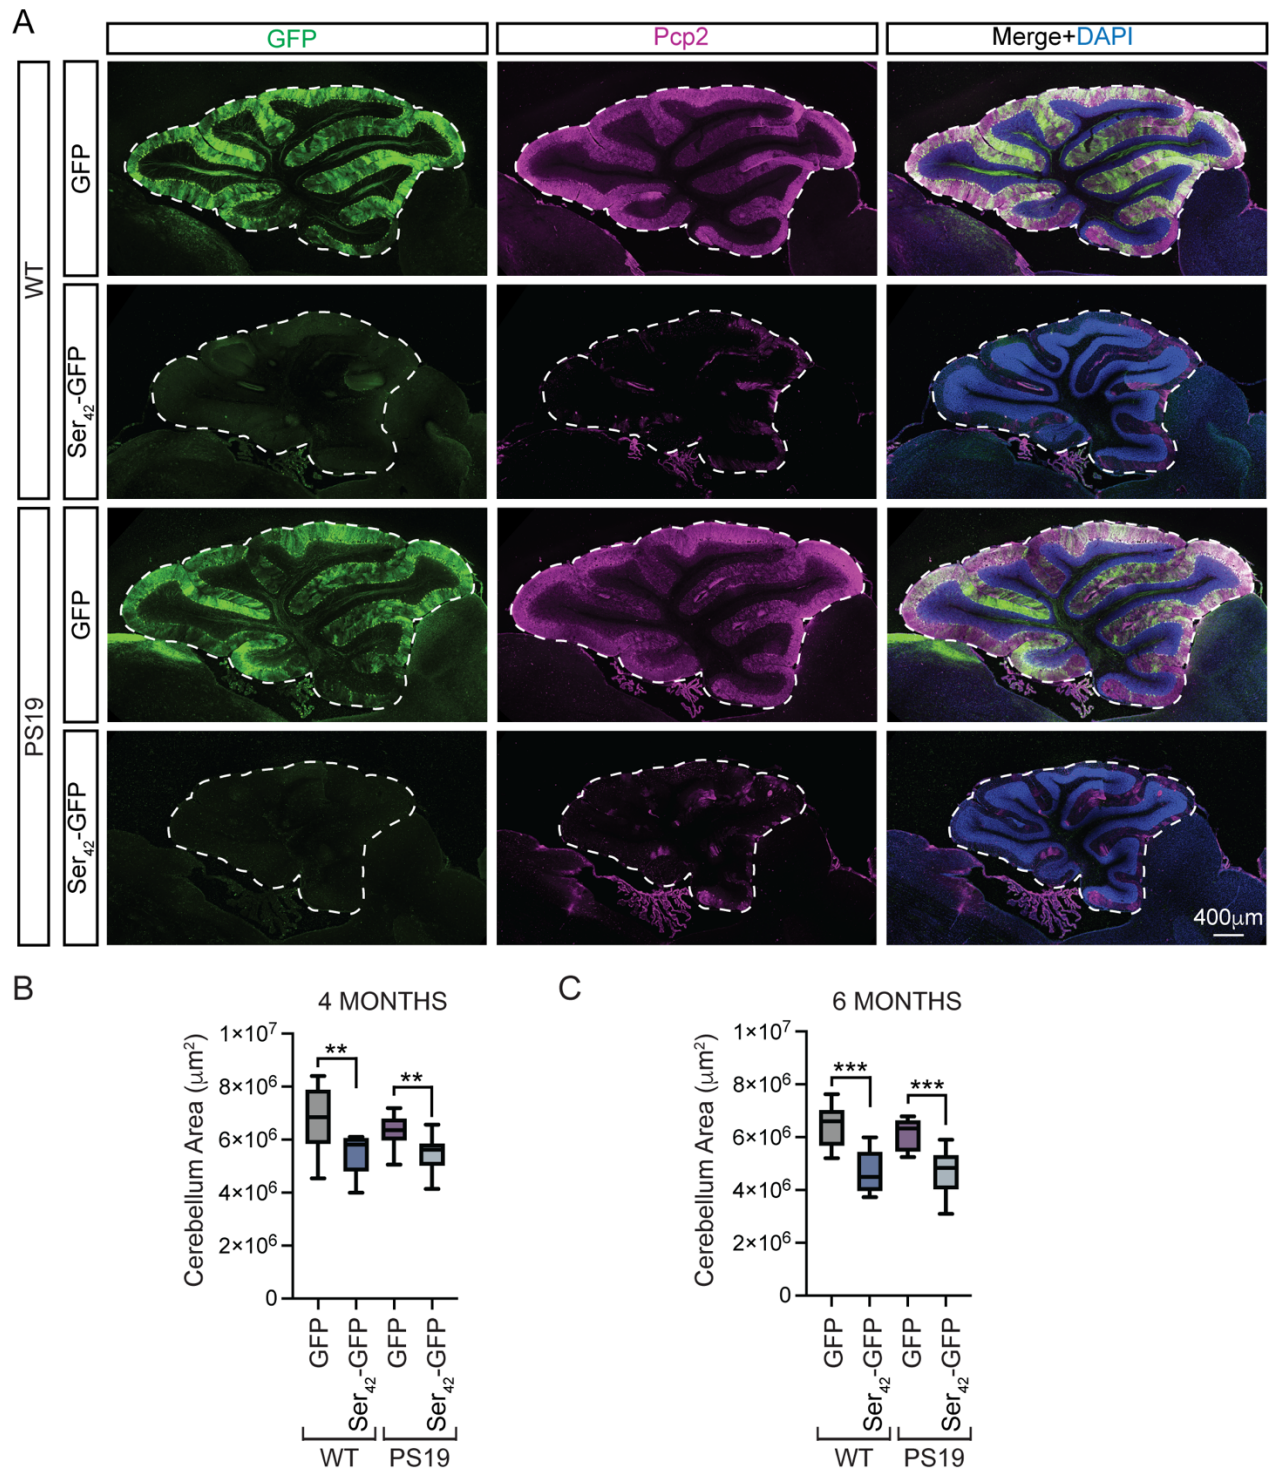 A
GFP
Pcp2
Merge+DAPI
WT
GFP
Ser₄₂-GFP
PS19
GFP
Ser₄₂-GFP
400μm
B
4 MONTHS
Cerebellum Area (μm²)
1×10⁷
8×10⁶
6×10⁶
4×10⁶
2×10⁶
0
**
**
GFP
Ser₄₂-GFP
GFP
Ser₄₂-GFP
WT
PS19
C
6 MONTHS
Cerebellum Area (μm²)
1×10⁷
8×10⁶
6×10⁶
4×10⁶
2×10⁶
0
***
***
GFP
Ser₄₂-GFP
GFP
Ser₄₂-GFP
WT
PS19